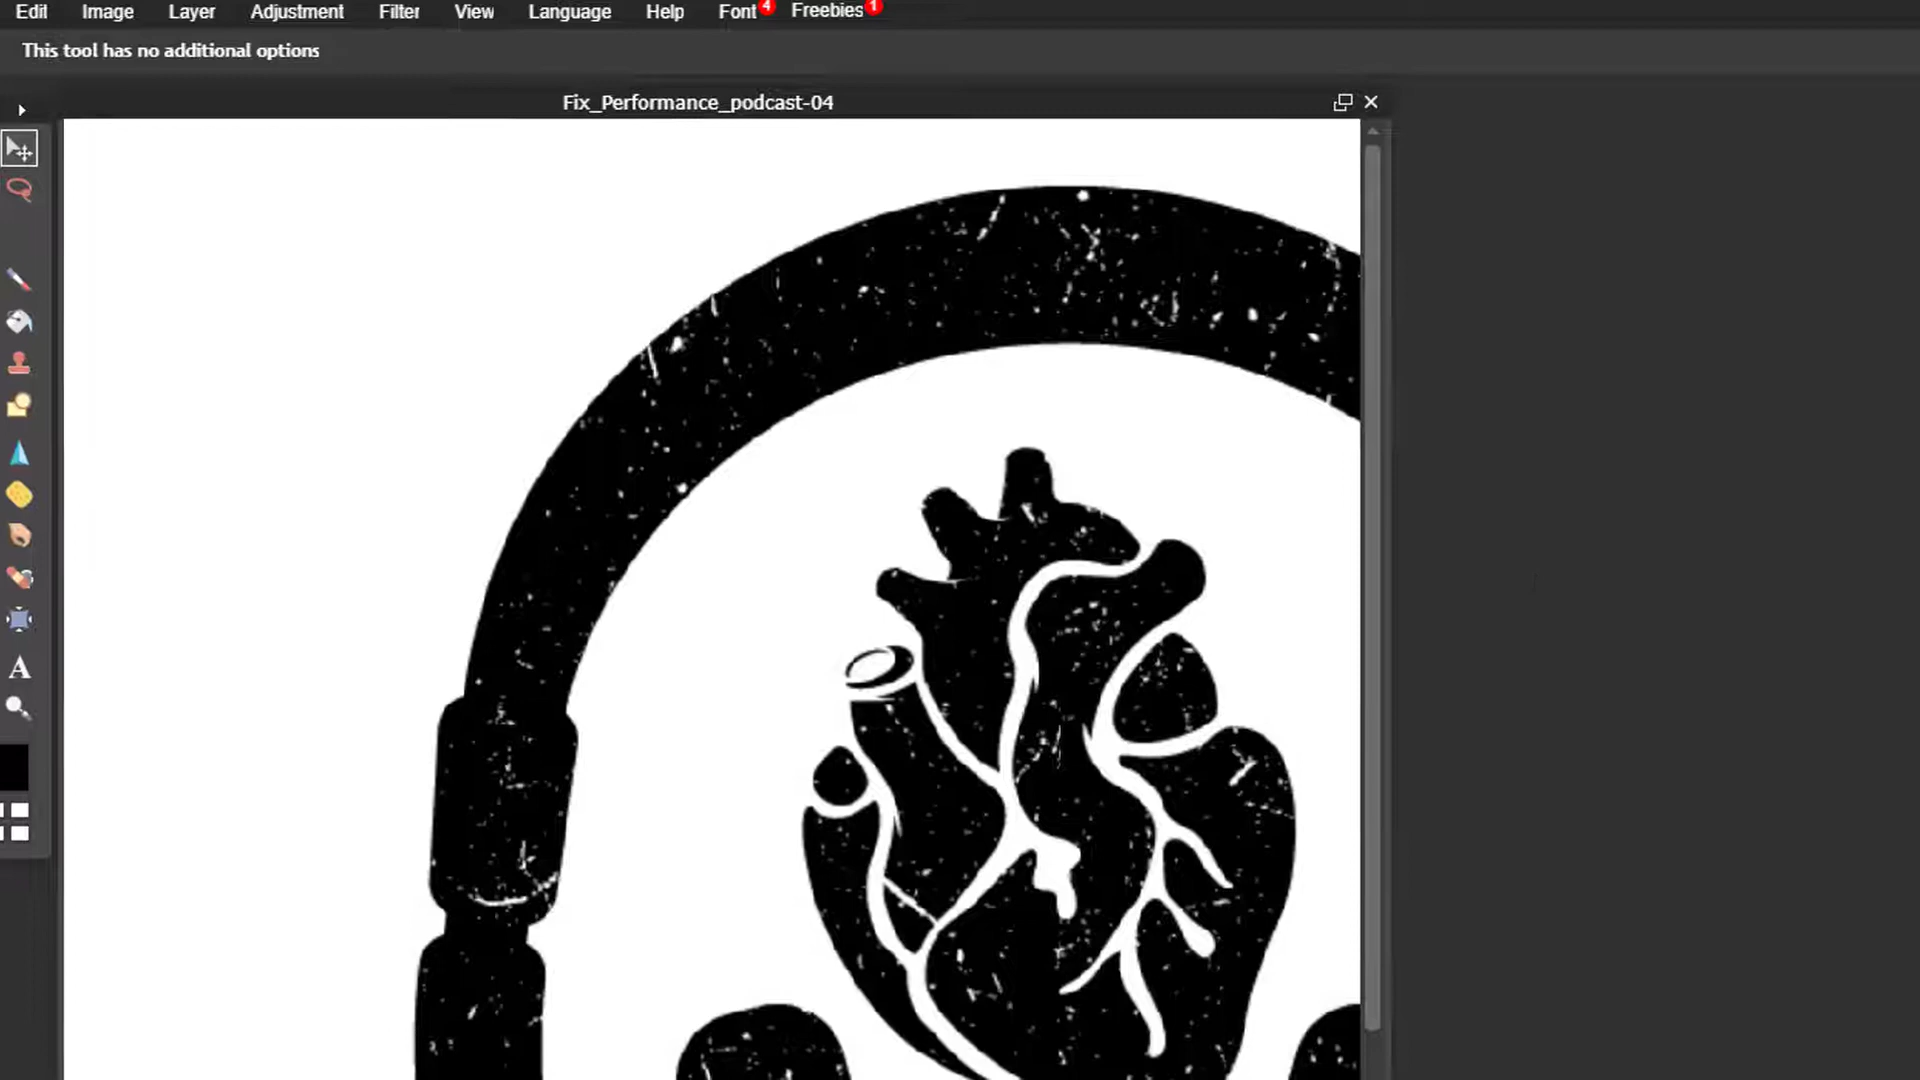 Edit Image Layer Adjustment Filter View Language Help Font 4 Freebies 1
This tool has no additional options
Fix_Performance_podcast-04
A